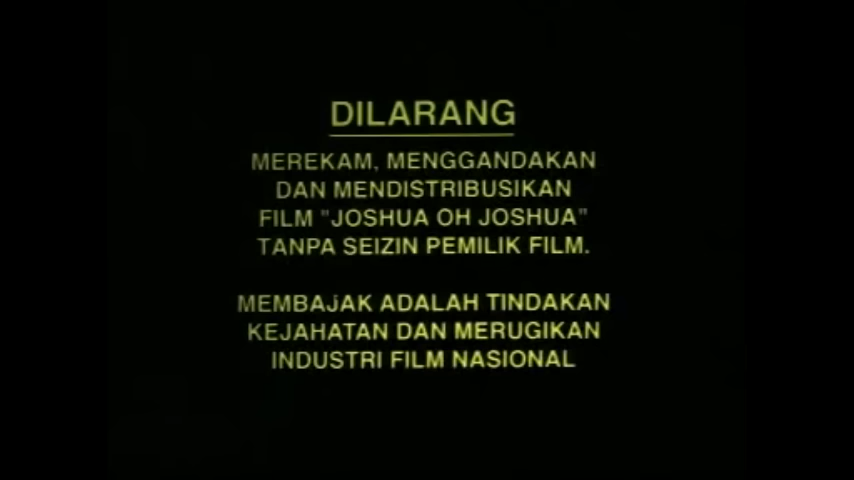 DILARANG
MEREKAM, MENGGANDAKAN
DAN MENDISTRIBUSIKAN
FILM "JOSHUA OH JOSHUA"
TANPA SEIZIN PEMILIK FILM.
MEMBAJAK ADALAH TINDAKAN
KEJAHATAN DAN MERUGIKAN
INDUSTRI FILM NASIONAL